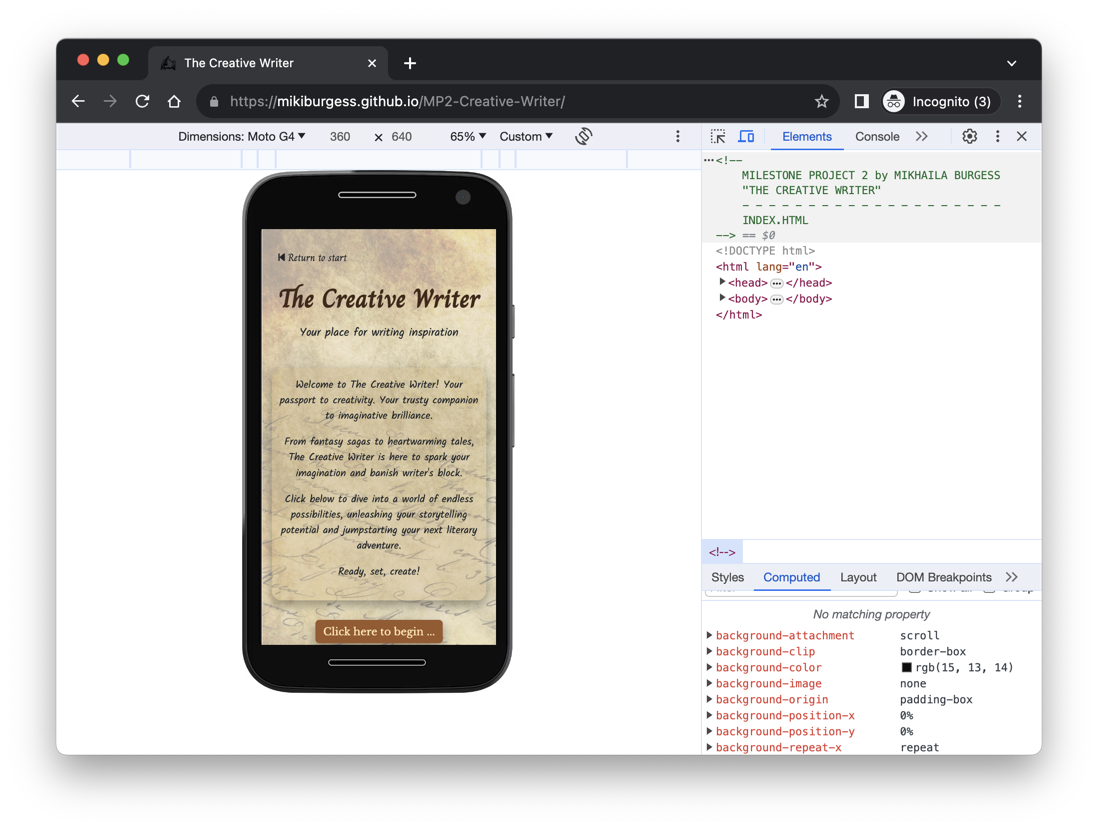 The Creative Writer
https://mikiburgess.github.io/MP2-Creative-Writer/
Incognito (3)
Dimensions: Moto G4 ▼ 360 × 640 65% ▼ Custom ▼
Elements Console
Return to start
The Creative Writer
Your place for writing inspiration
Welcome to The Creative Writer! Your
passport to creativity. Your trusty companion
to imaginative brilliance.
From fantasy sagas to heartwarming tales,
The Creative Writer is here to spark your
imagination and banish writer's block.
Click below to dive into a world of endless
possibilities, unleashing your storytelling
potential and jumpstarting your next literary
adventure.
Ready, set, create!
Click here to begin ...
<!--
MILESTONE PROJECT 2 by MIKHAILA BURGESS
"THE CREATIVE WRITER"
- - - - - - - - - - - - - - - - - - - -
INDEX.HTML
--> == $0
<!DOCTYPE html>
<html lang="en">
<head> ... </head>
<body> ... </body>
</html>
<!-->
Styles Computed Layout DOM Breakpoints
No matching property
background-attachment scroll
background-clip border-box
background-color rgb(15, 13, 14)
background-image none
background-origin padding-box
background-position-x 0%
background-position-y 0%
background-repeat-x repeat